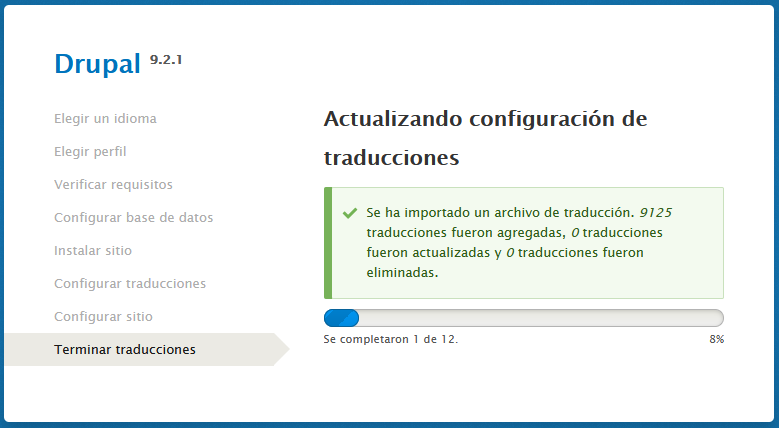 Drupal 9.2.1
Elegir un idioma
Elegir perfil
Verificar requisitos
Configurar base de datos
Instalar sitio
Configurar traducciones
Configurar sitio
Terminar traducciones
Actualizando configuración de
traducciones
Se ha importado un archivo de traducción. 9125
traducciones fueron agregadas, 0 traducciones
fueron actualizadas y 0 traducciones fueron
eliminadas.
Se completaron 1 de 12. 8%